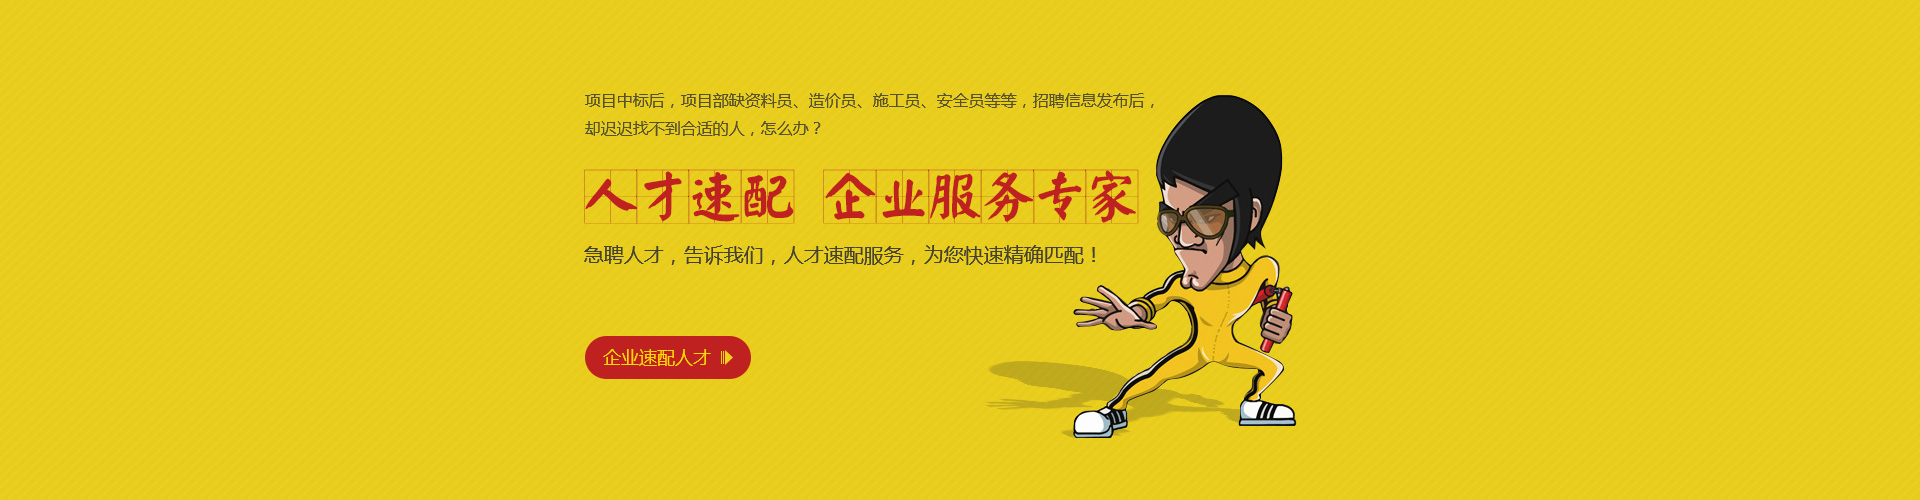 项目中标后，项目部缺资料员、造价员、施工员、安全员等等，招聘信息发布后，
却迟迟找不到合适的人，怎么办？
人才速配 企业服务专家
急聘人才，告诉我们，人才速配服务，为您快速精确匹配！
企业速配人才